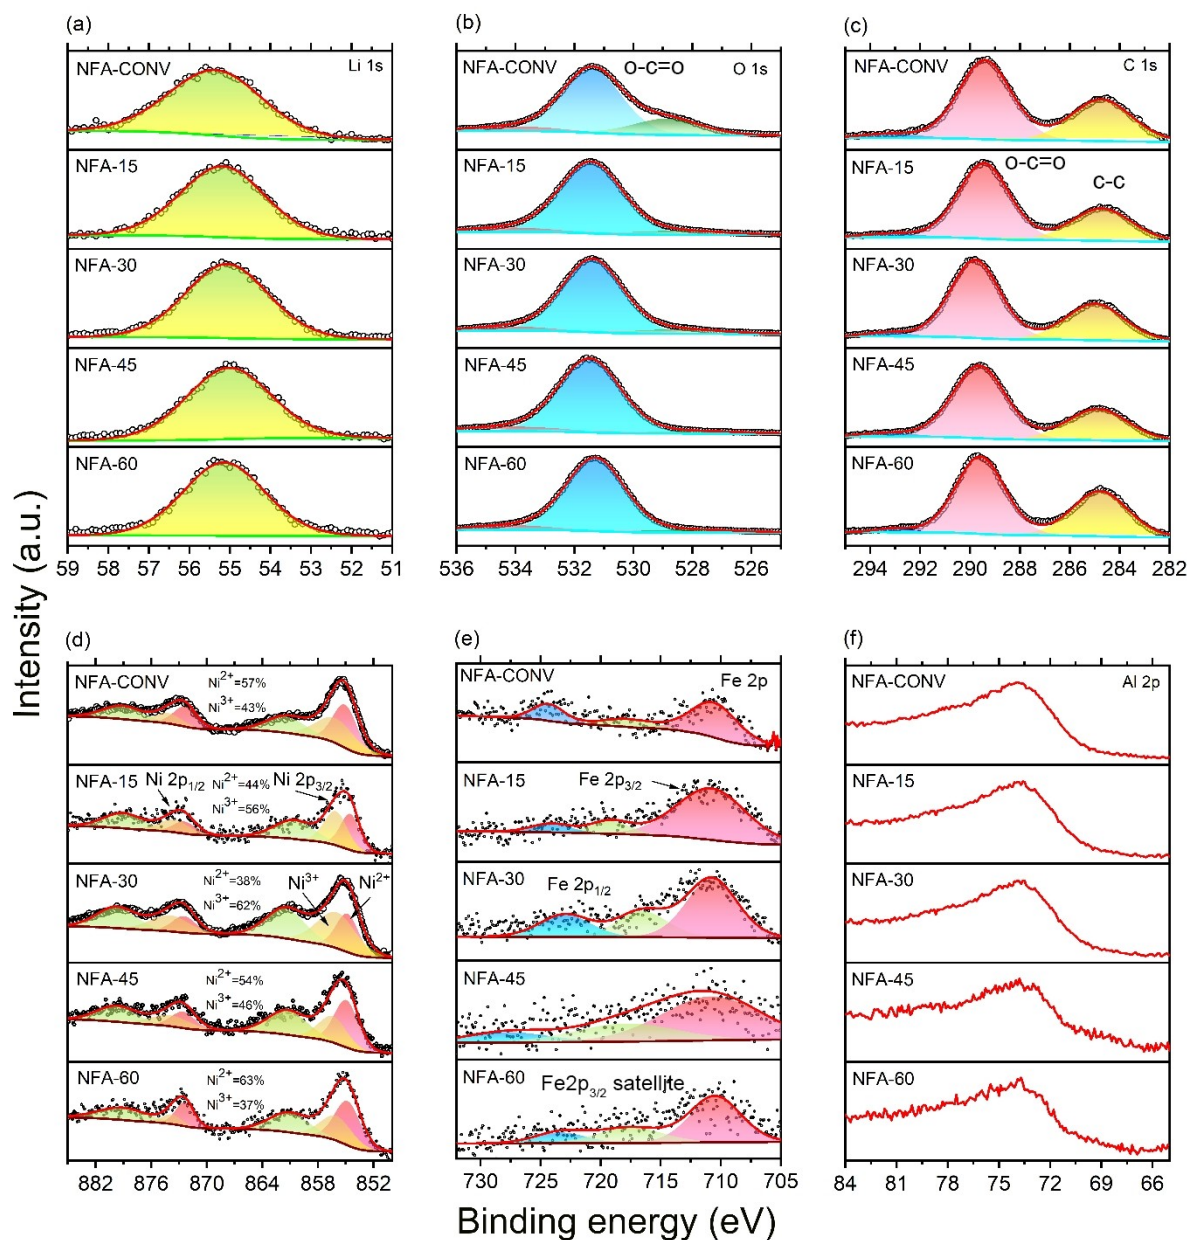 (a)
(b)
(c)
NFA-CONV
Li 1s
NFA-15
NFA-30
NFA-45
NFA-60
59 58 57 56 55 54 53 52 51
NFA-CONV
O-C=O
O 1s
NFA-15
NFA-30
NFA-45
NFA-60
536 534 532 530 528 526
NFA-CONV
C 1s
NFA-15
O-C=O
C-C
NFA-30
NFA-45
NFA-60
294 292 290 288 286 284 282
Intensity (a.u.)
(d)
(e)
(f)
NFA-CONV
Ni2+=57%
Ni3+=43%
NFA-15
Ni 2p1/2
Ni2+=44%
Ni 2p3/2
Ni3+=56%
NFA-30
Ni2+=38%
Ni3+=62%
Ni3+
Ni2+
NFA-45
Ni2+=54%
Ni3+=46%
NFA-60
Ni2+=63%
Ni3+=37%
882 876 870 864 858 852
NFA-CONV
Fe 2p
NFA-15
Fe 2p3/2
NFA-30
Fe 2p1/2
NFA-45
NFA-60
Fe2p3/2 satellite
730 725 720 715 710 705
NFA-CONV
Al 2p
NFA-15
NFA-30
NFA-45
NFA-60
84 81 78 75 72 69 66
Binding energy (eV)